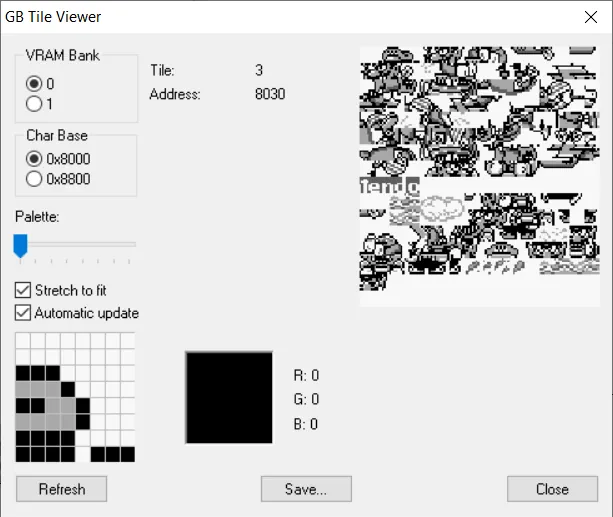 GB Tile Viewer
VRAM Bank
0
1
Char Base
0x8000
0x8800
Palette:
Stretch to fit
Automatic update
Tile: 3
Address: 8030
tendo
R: 0
G: 0
B: 0
Refresh
Save...
Close